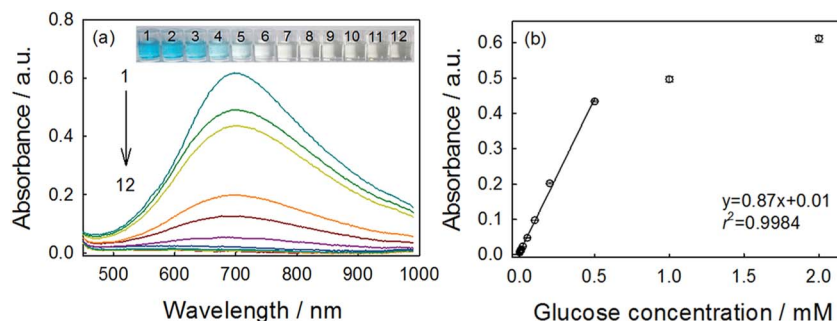 (a)
1 2 3 4 5 6 7 8 9 10 11 12
1
12
0.8
0.6
0.4
0.2
0.0
500 600 700 800 900 1000
Wavelength / nm
Absorbance / a.u.
(b)
0.6
0.5
0.4
0.3
0.2
0.1
0.0
y=0.87x+0.01
r²=0.9984
0.0 0.5 1.0 1.5 2.0
Glucose concentration / mM
Absorbance / a.u.